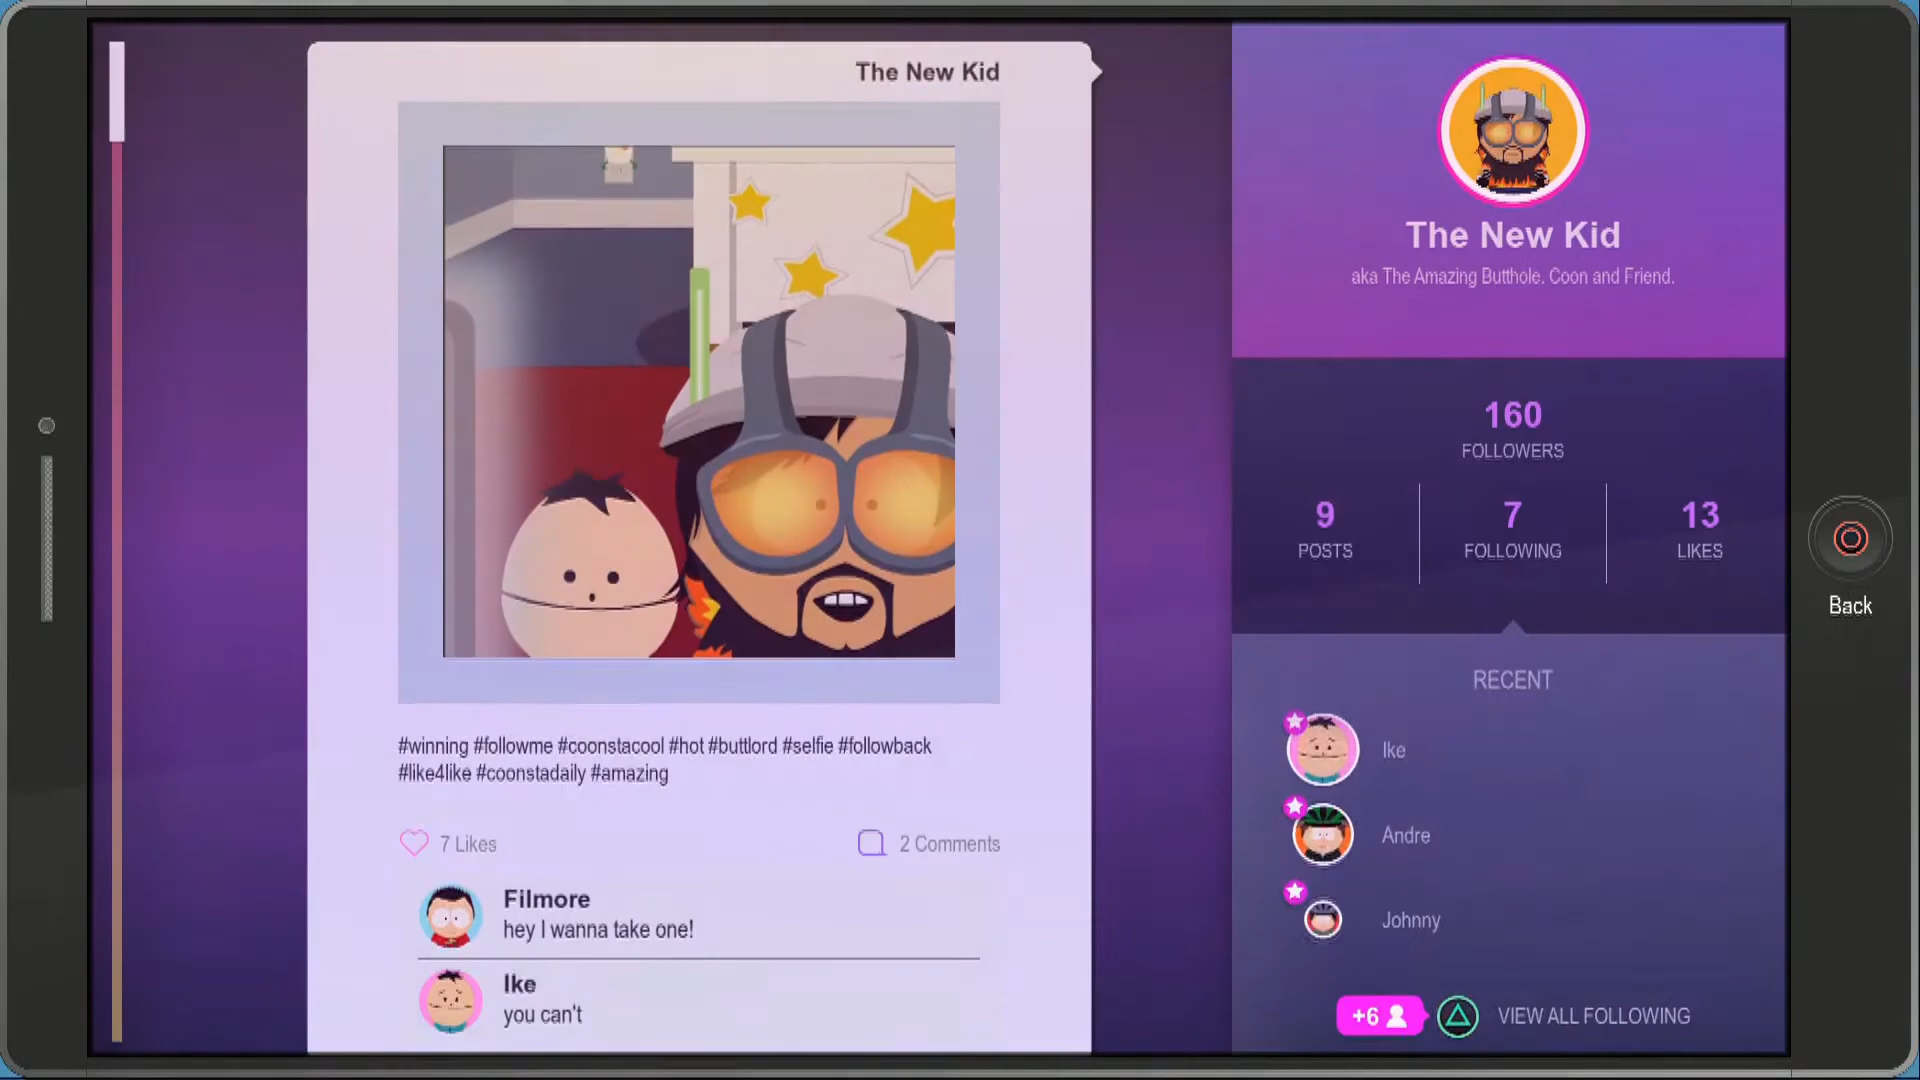 The New Kid
#winning #followme #coonstacool #hot #buttlord #selfie #followback
#like4like #coonstadaily #amazing
7 Likes
2 Comments
Filmore
hey I wanna take one!
Ike
you can't
The New Kid
aka The Amazing Butthole. Coon and Friend.
160
FOLLOWERS
9
POSTS
7
FOLLOWING
13
LIKES
RECENT
Ike
Andre
Johnny
+6
VIEW ALL FOLLOWING
Back